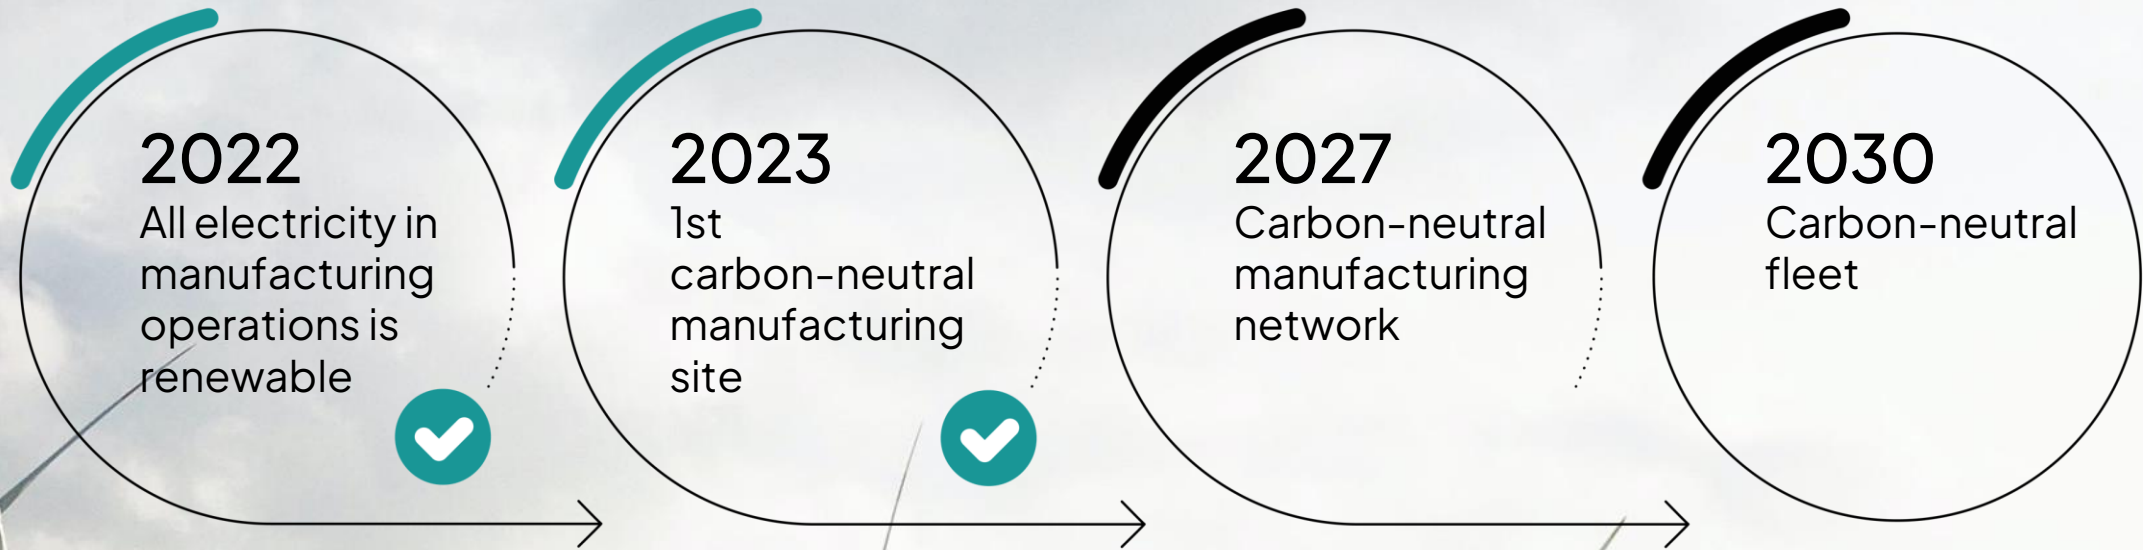 2022
All electricity in
manufacturing
operations is
renewable
2023
1st
carbon-neutral
manufacturing
site
2027
Carbon-neutral
manufacturing
network
2030
Carbon-neutral
fleet